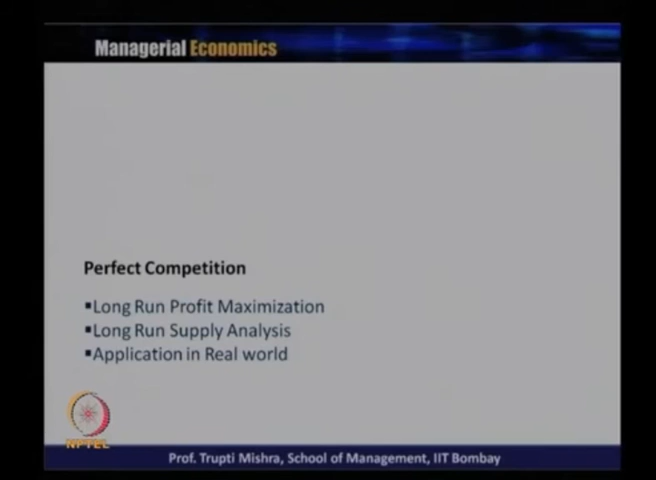 Managerial Economics
Perfect Competition
▪Long Run Profit Maximization
▪Long Run Supply Analysis
▪Application in Real world
NPTEL
Prof. Trupti Mishra, School of Management, IIT Bombay